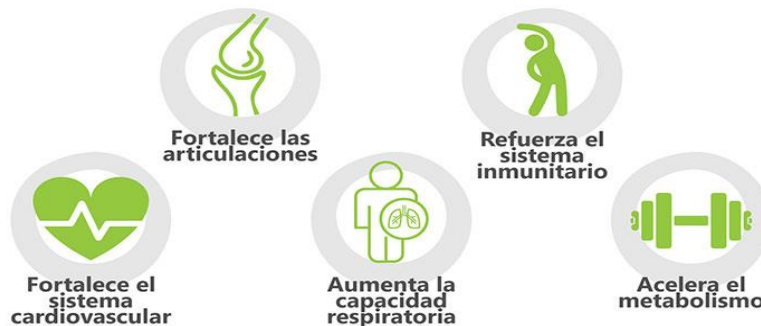 Fortalece las
articulaciones
Refuerza el
sistema
inmunitario
Fortalece el
sistema
cardiovascular
Aumenta la
capacidad
respiratoria
Acelera el
metabolismo